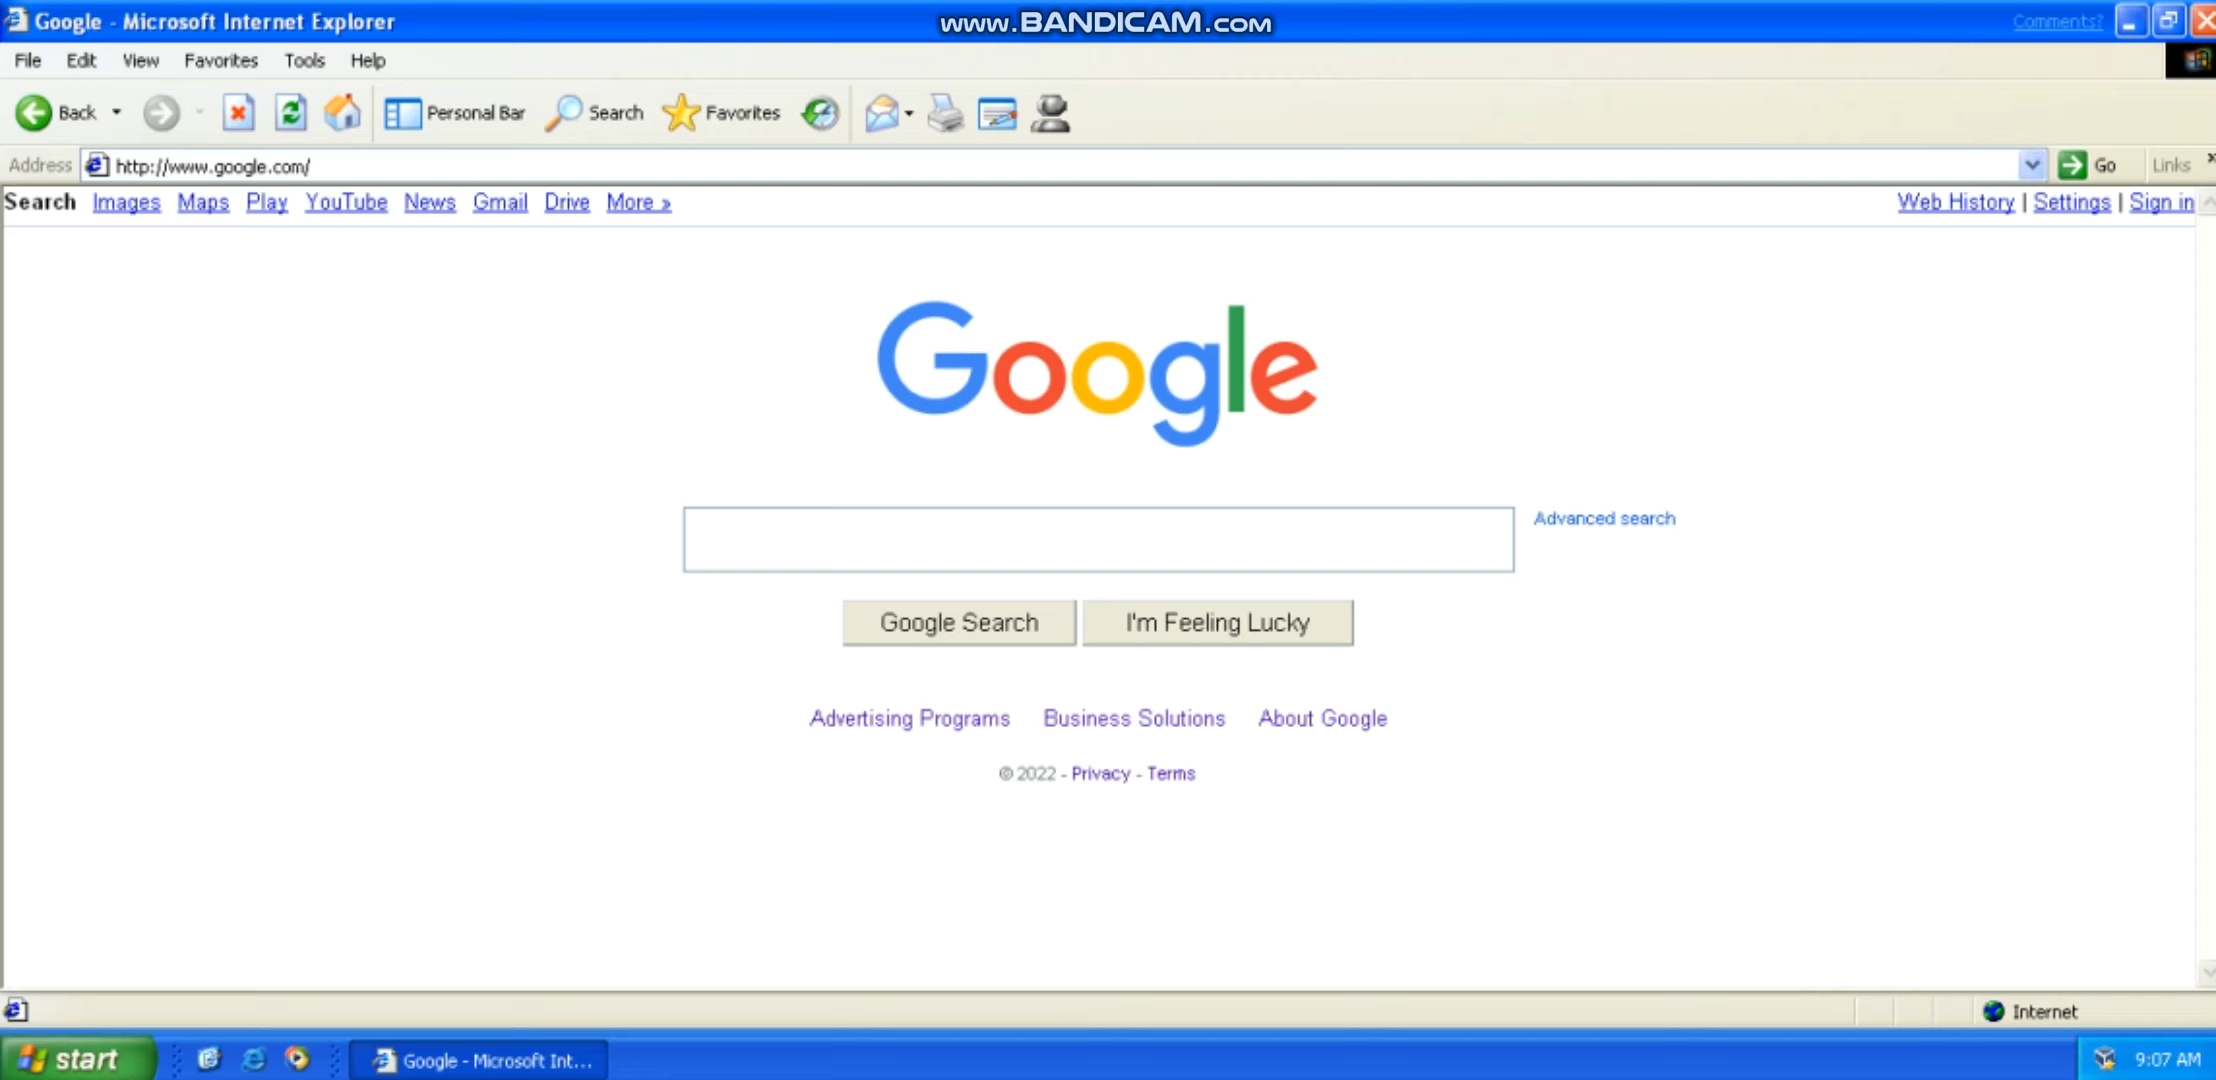 Google - Microsoft Internet Explorer
www.BANDICAM.com
Comments?
File Edit View Favorites Tools Help
Back Personal Bar Search Favorites
Address http://www.google.com/ Go Links »
Search Images Maps Play YouTube News Gmail Drive More »
Web History | Settings | Sign in
Google
Advanced search
Google Search I'm Feeling Lucky
Advertising Programs Business Solutions About Google
© 2022 - Privacy - Terms
Internet
start Google - Microsoft Int... 9:07 AM